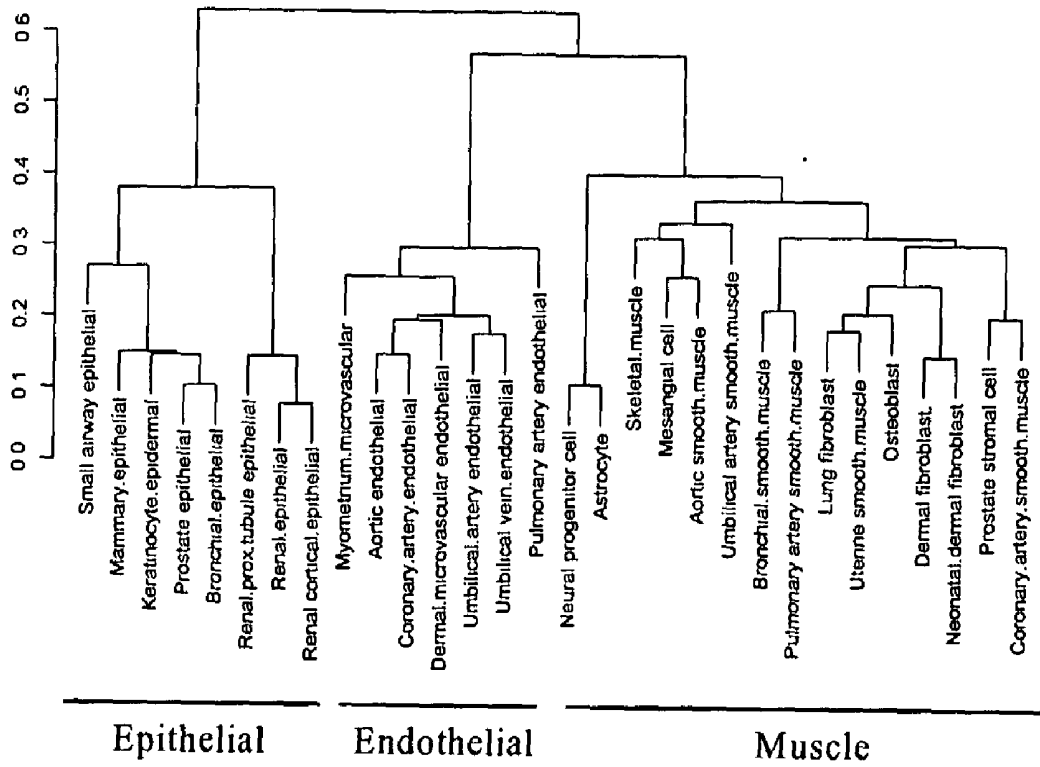 0.6
0.5
0.4
0.3
0.2
0.1
0.0
Small airway epithelial
Mammary.epithelial
Keratinocyte.epidermal
Prostate epithelial
Bronchial.epithelial
Renal.prox.tubule epithelial
Renal.epithelial
Renal cortical.epithelial
Myometrium.microvascular
Aortic endothelial
Coronary.artery.endothelial
Dermal.microvascular endothelial
Umbilical.artery endothelial
Umbilical vein.endothelial
Pulmonary artery endothelial
Neural progenitor cell
Astrocyte
Skeletal.muscle
Mesangial cell
Aortic smooth.muscle
Umbilical artery smooth.muscle
Bronchial.smooth.muscle
Pulmonary artery smooth.muscle
Lung fibroblast
Uterine smooth.muscle
Osteoblast
Dermal fibroblast.
Neonatal.dermal fibroblast
Prostate stromal cell
Coronary.artery.smooth muscle
Epithelial
Endothelial
Muscle